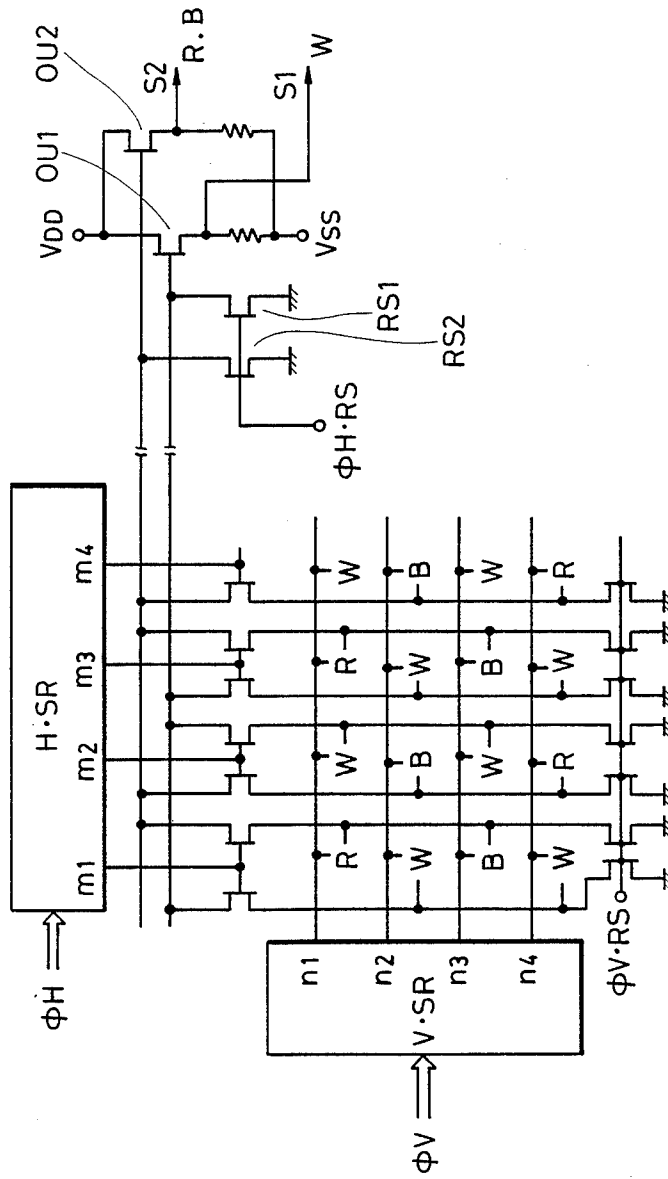 ΦH
H·SR
m1 m2 m3 m4
VDD
OU1
OU2
S2
R.B
S1
W
VSS
RS1
RS2
ΦH·RS
ΦV
V·SR
n1
n2
n3
n4
R W R W
W B W B
B W B W
W R W R
ΦV·RS